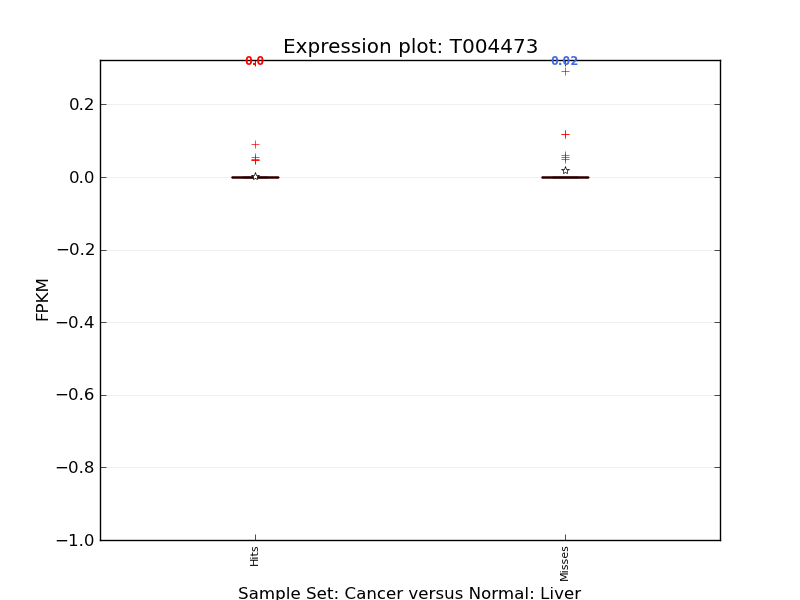 Expression plot: T004473
0.0
0.02
0.2
0.0
−0.2
−0.4
−0.6
−0.8
−1.0
FPKM
Hits
Misses
Sample Set: Cancer versus Normal: Liver